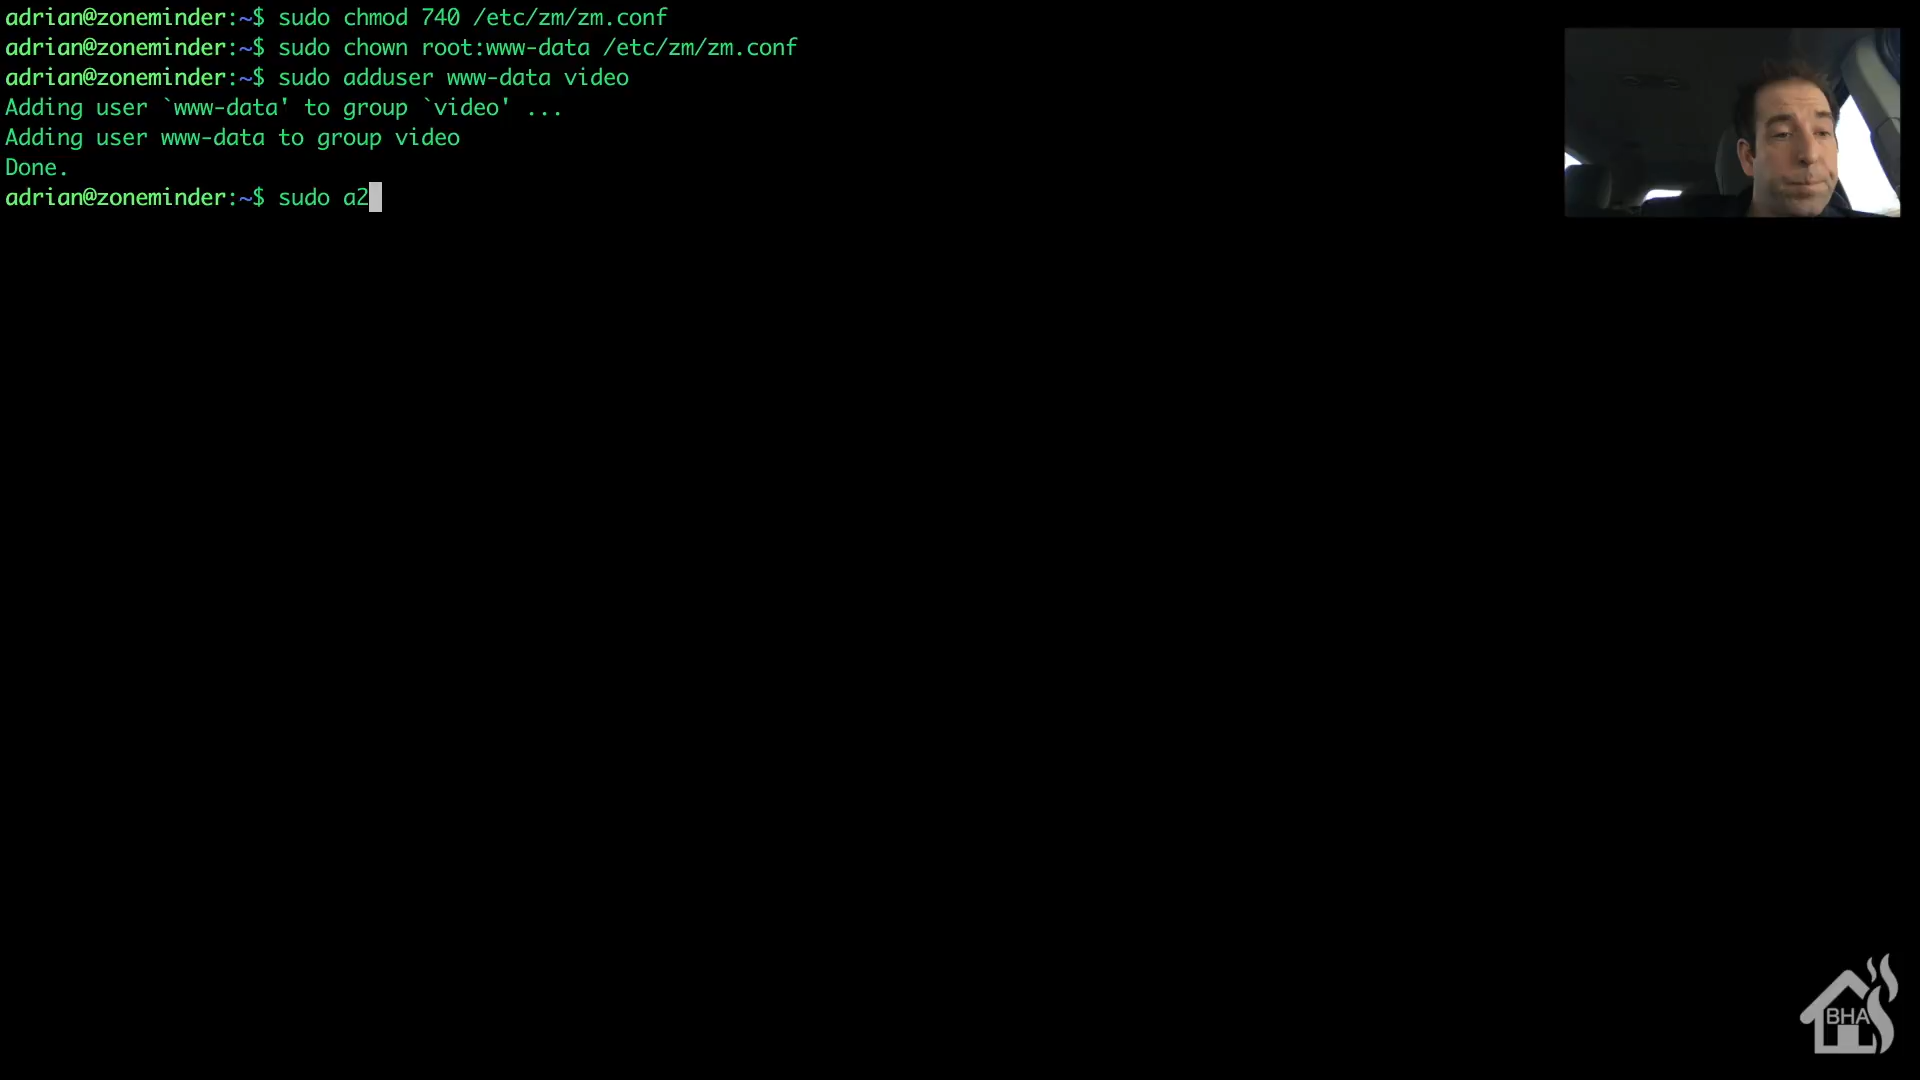 adrian@zoneminder:~$ sudo chmod 740 /etc/zm/zm.conf
adrian@zoneminder:~$ sudo chown root:www-data /etc/zm/zm.conf
adrian@zoneminder:~$ sudo adduser www-data video
Adding user `www-data' to group `video' ...
Adding user www-data to group video
Done.
adrian@zoneminder:~$ sudo a2
BHA